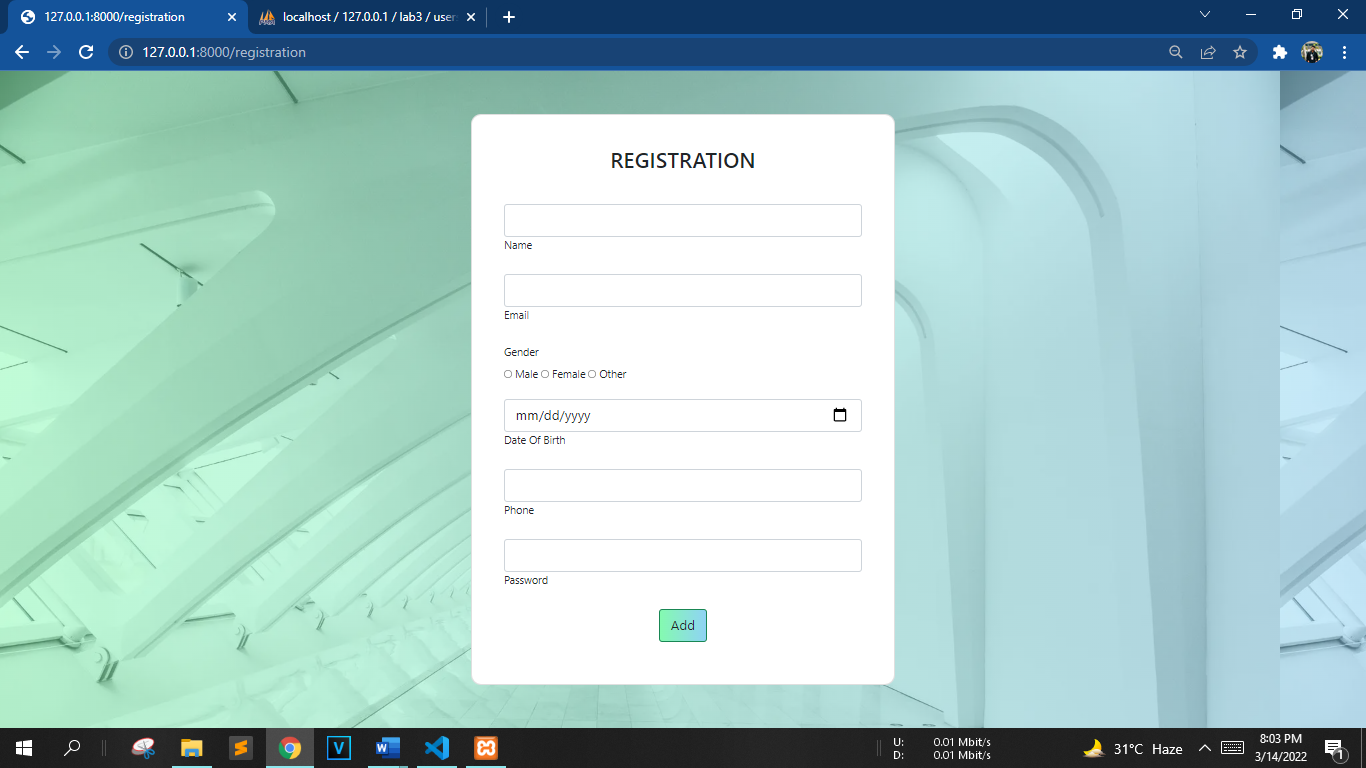 127.0.0.1:8000/registration
localhost / 127.0.0.1 / lab3 / user
127.0.0.1:8000/registration
REGISTRATION
Name
Email
Gender
Male Female Other
mm/dd/yyyy
Date Of Birth
Phone
Password
Add
U: 0.01 Mbit/s
D: 0.01 Mbit/s
31°C Haze
8:03 PM
3/14/2022
1